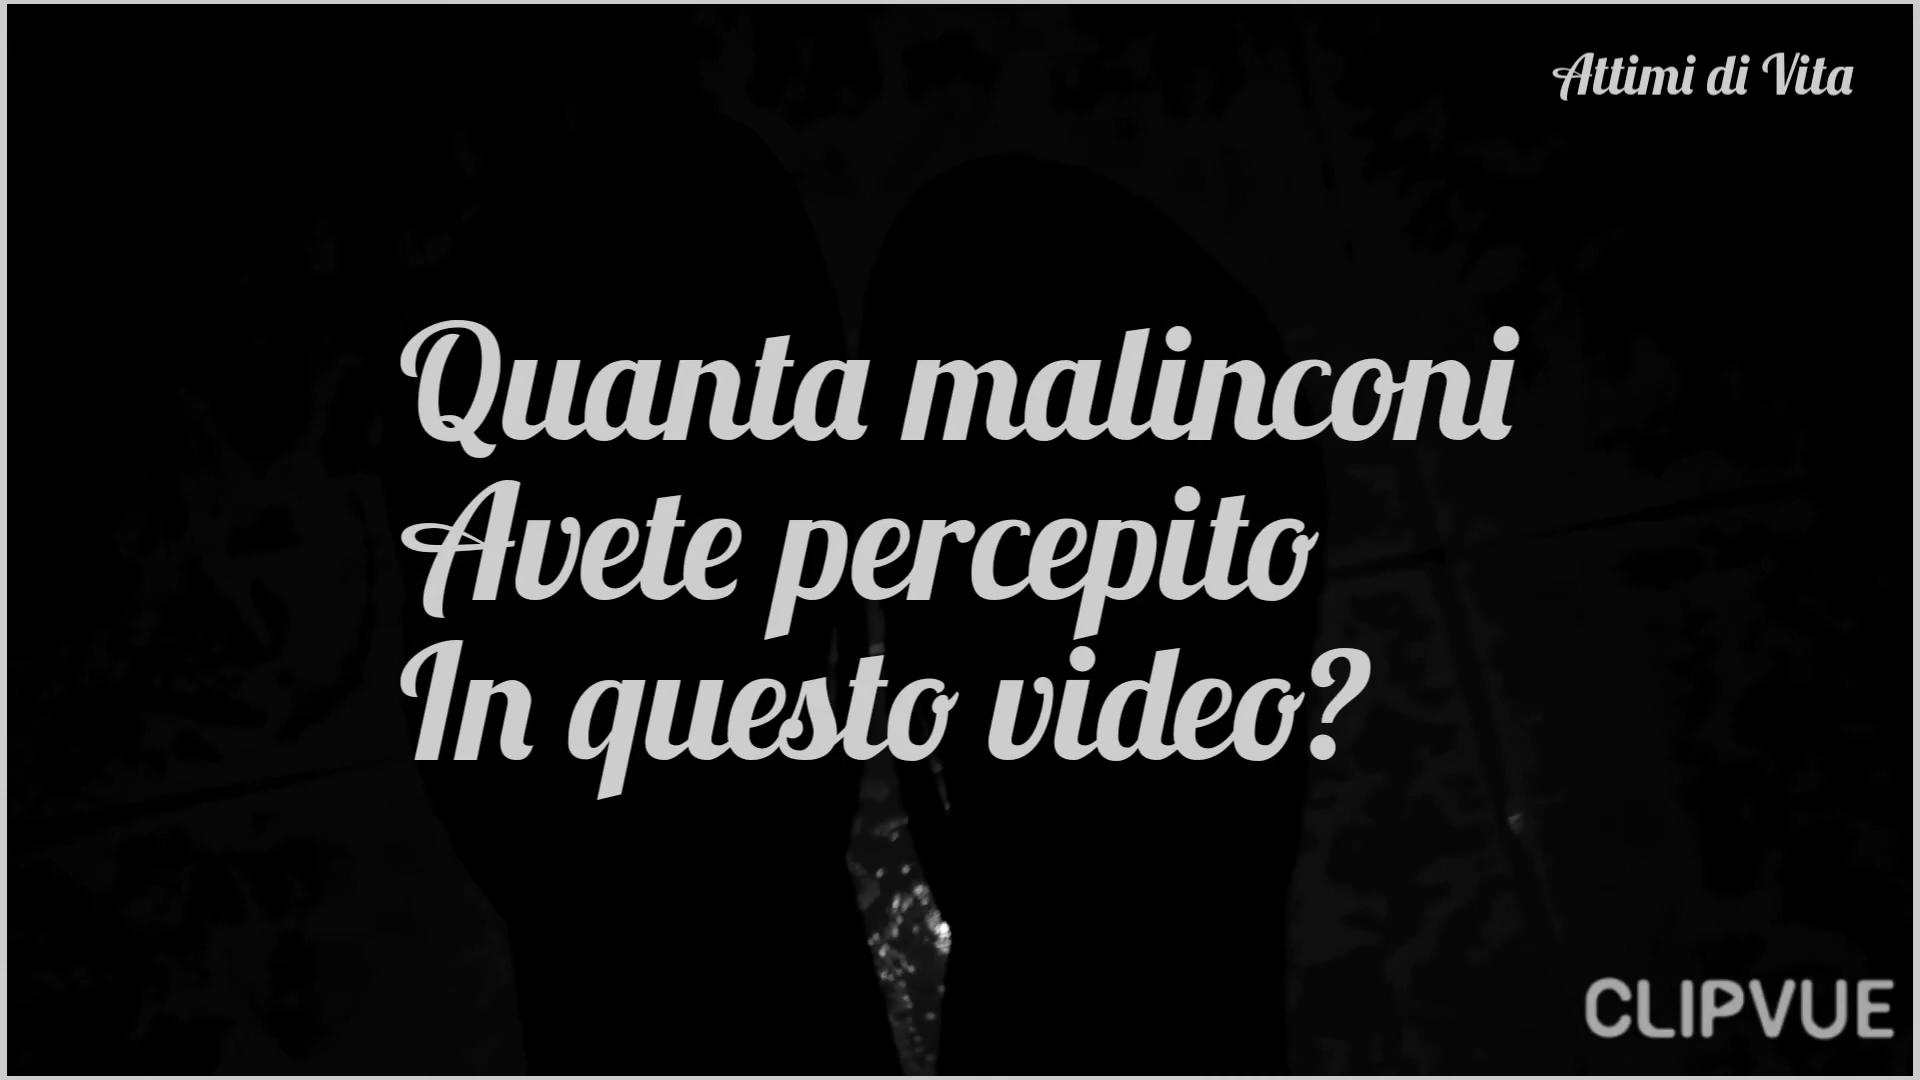 Attimi di Vita
Quanta malinconi
Avete percepito
In questo video?
CLIPVUE